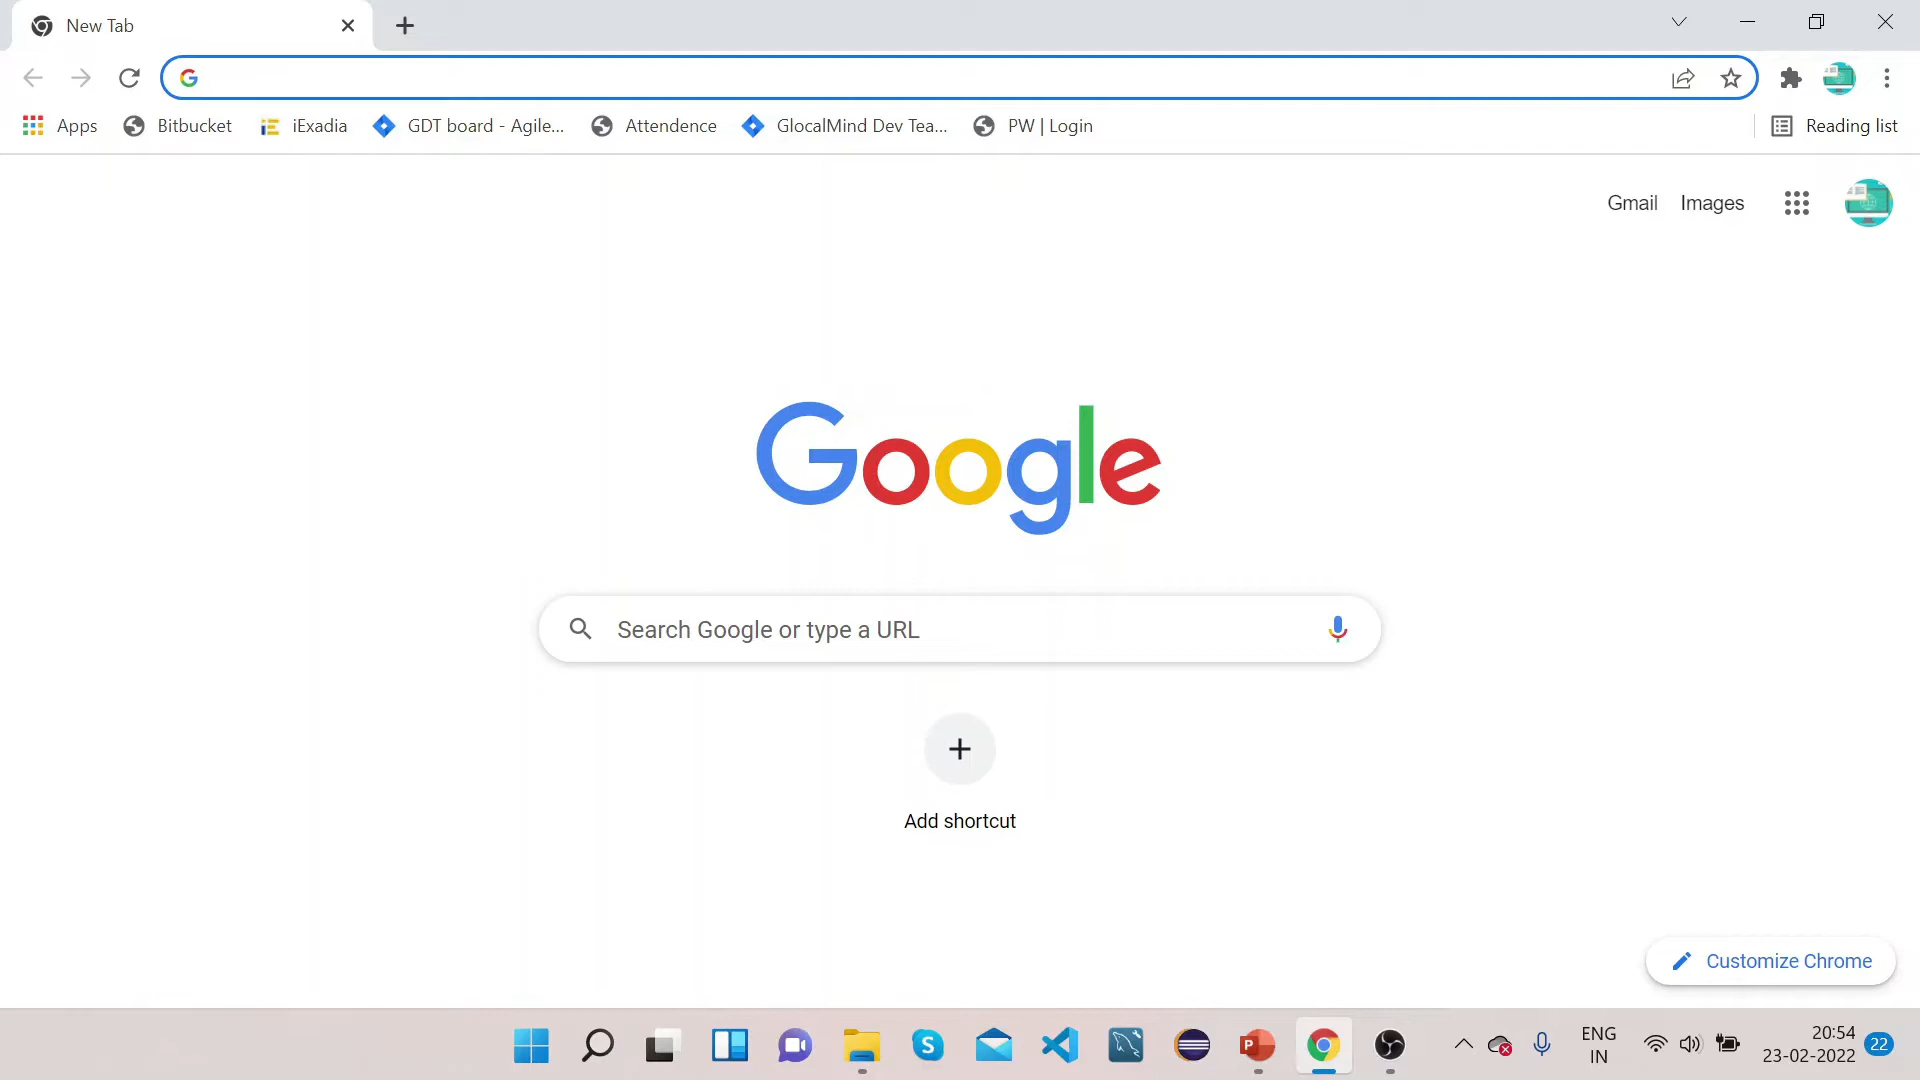 New Tab
Apps
Bitbucket
iExadia
GDT board - Agile...
Attendence
GlocalMind Dev Tea...
PW | Login
Reading list
Gmail
Images
Google
Search Google or type a URL
Add shortcut
Customize Chrome
ENG
IN
20:54
23-02-2022
22